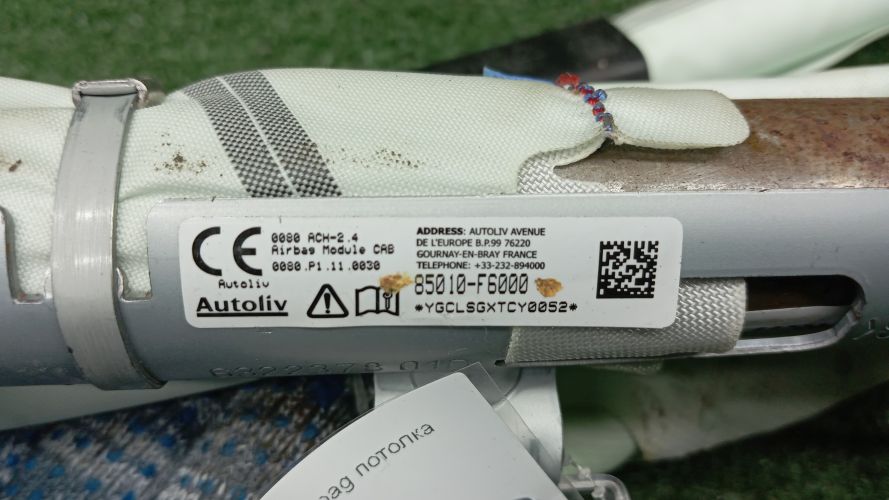 CE
0080 ACH-2.4
Airbag Module CAB
0080.P1.11.0030
Autoliv
Autoliv
ADDRESS: AUTOLIV AVENUE
DE L'EUROPE B.P.99 76220
GOURNAY-EN-BRAY FRANCE
TELEPHONE: +33-232-894000
85010-F6000
*YGCLSGXTCY0052*
потолка